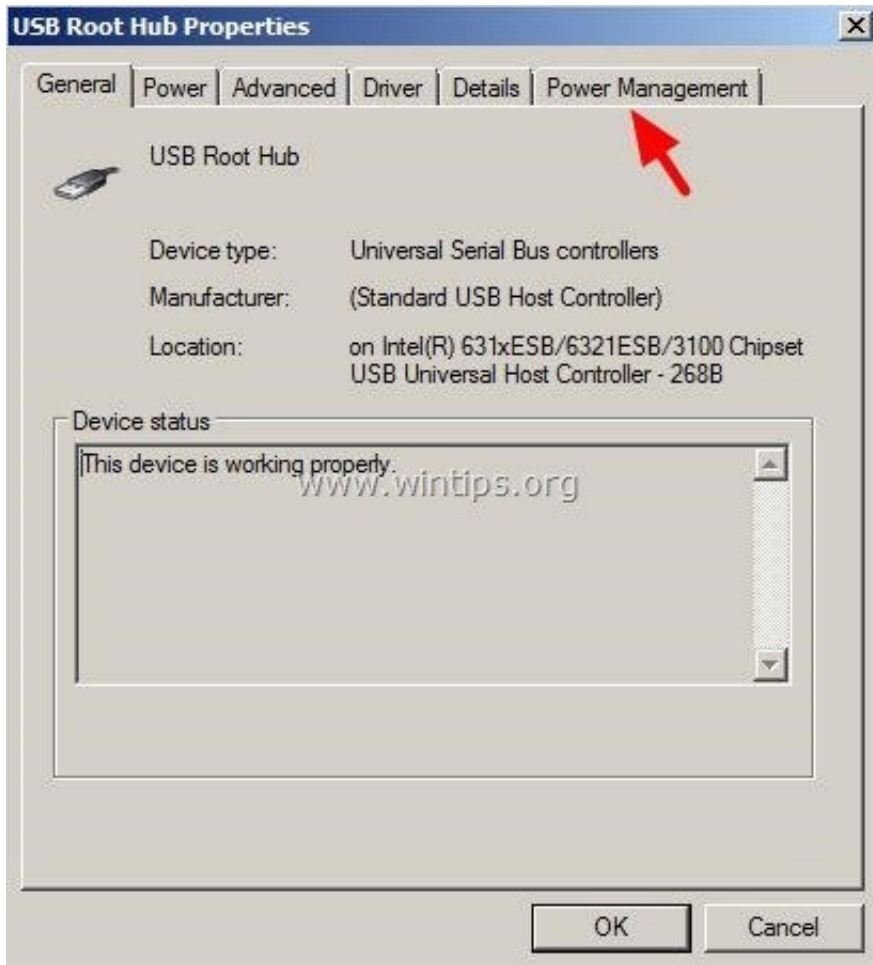 USB Root Hub Properties
General Power Advanced Driver Details Power Management
USB Root Hub
Device type: Universal Serial Bus controllers
Manufacturer: (Standard USB Host Controller)
Location: on Intel(R) 631xESB/6321ESB/3100 Chipset
USB Universal Host Controller - 268B
Device status
This device is working properly.
www.wintips.org
OK Cancel